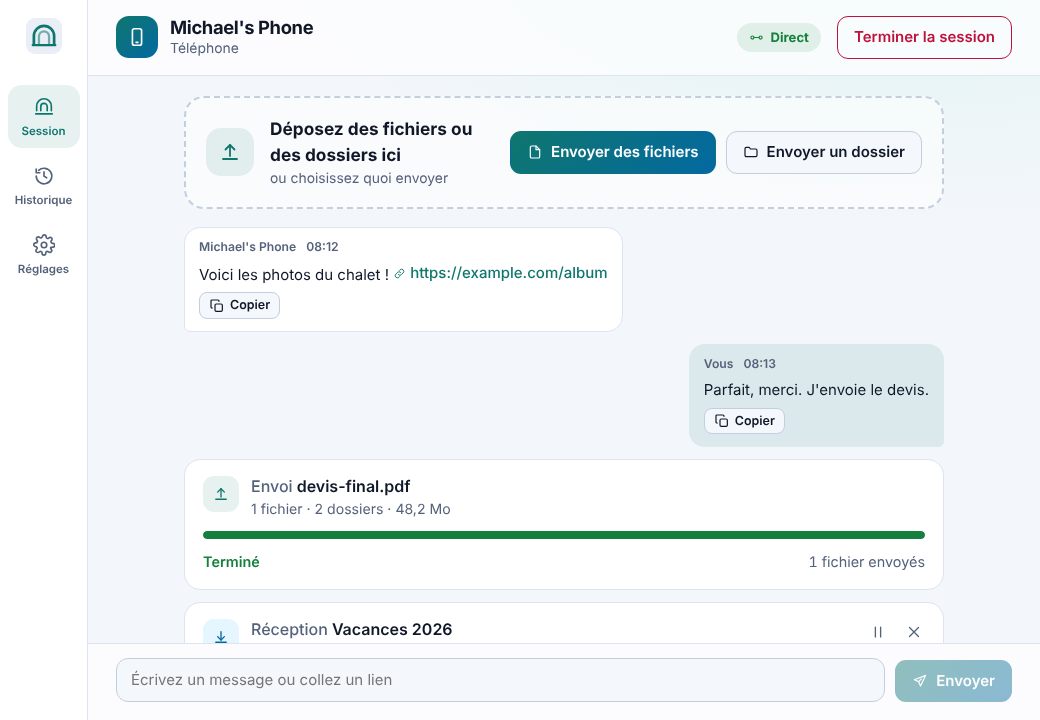 Michael's Phone
Téléphone
Direct
Terminer la session
Session
Historique
Réglages
Déposez des fichiers ou
des dossiers ici
ou choisissez quoi envoyer
Envoyer des fichiers
Envoyer un dossier
Michael's Phone 08:12
Voici les photos du chalet ! https://example.com/album
Copier
Vous 08:13
Parfait, merci. J'envoie le devis.
Copier
Envoi devis-final.pdf
1 fichier · 2 dossiers · 48,2 Mo
Terminé
1 fichier envoyés
Réception Vacances 2026
Écrivez un message ou collez un lien
Envoyer